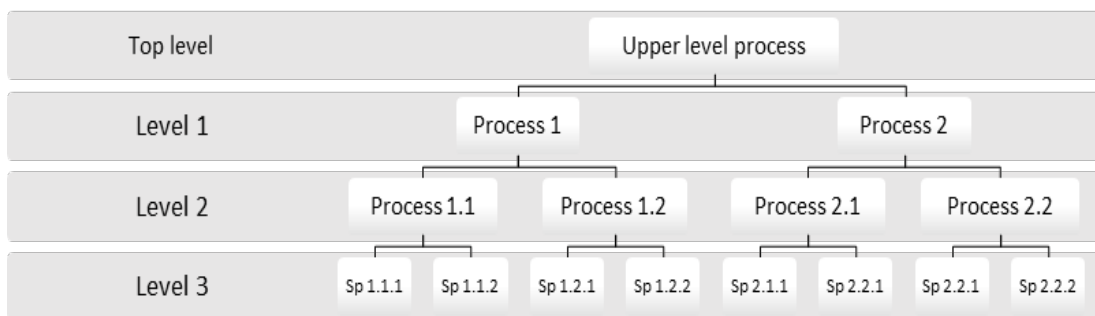 Top level
Upper level process
Level 1
Process 1
Process 2
Level 2
Process 1.1
Process 1.2
Process 2.1
Process 2.2
Level 3
Sp 1.1.1
Sp 1.1.2
Sp 1.2.1
Sp 1.2.2
Sp 2.1.1
Sp 2.2.1
Sp 2.2.1
Sp 2.2.2